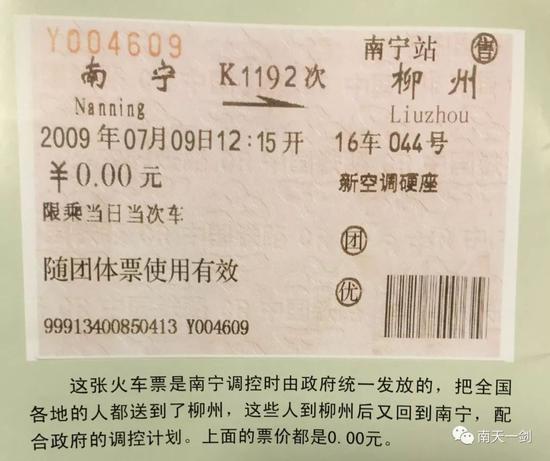 Y004609
南宁站 售
南宁 K1192次 柳州
Nanning Liuzhou
2009年07月09日12:15开 16车044号
￥0.00元 新空调硬座
限乘当日当次车
团
随团体票使用有效
优
99913400850413 Y004609
这张火车票是南宁调控时由政府统一发放的，把全国
各地的人都送到了柳州，这些人到柳州后又回到南宁，配
合政府的调控计划。上面的票价都是0.00元。
南天一剑